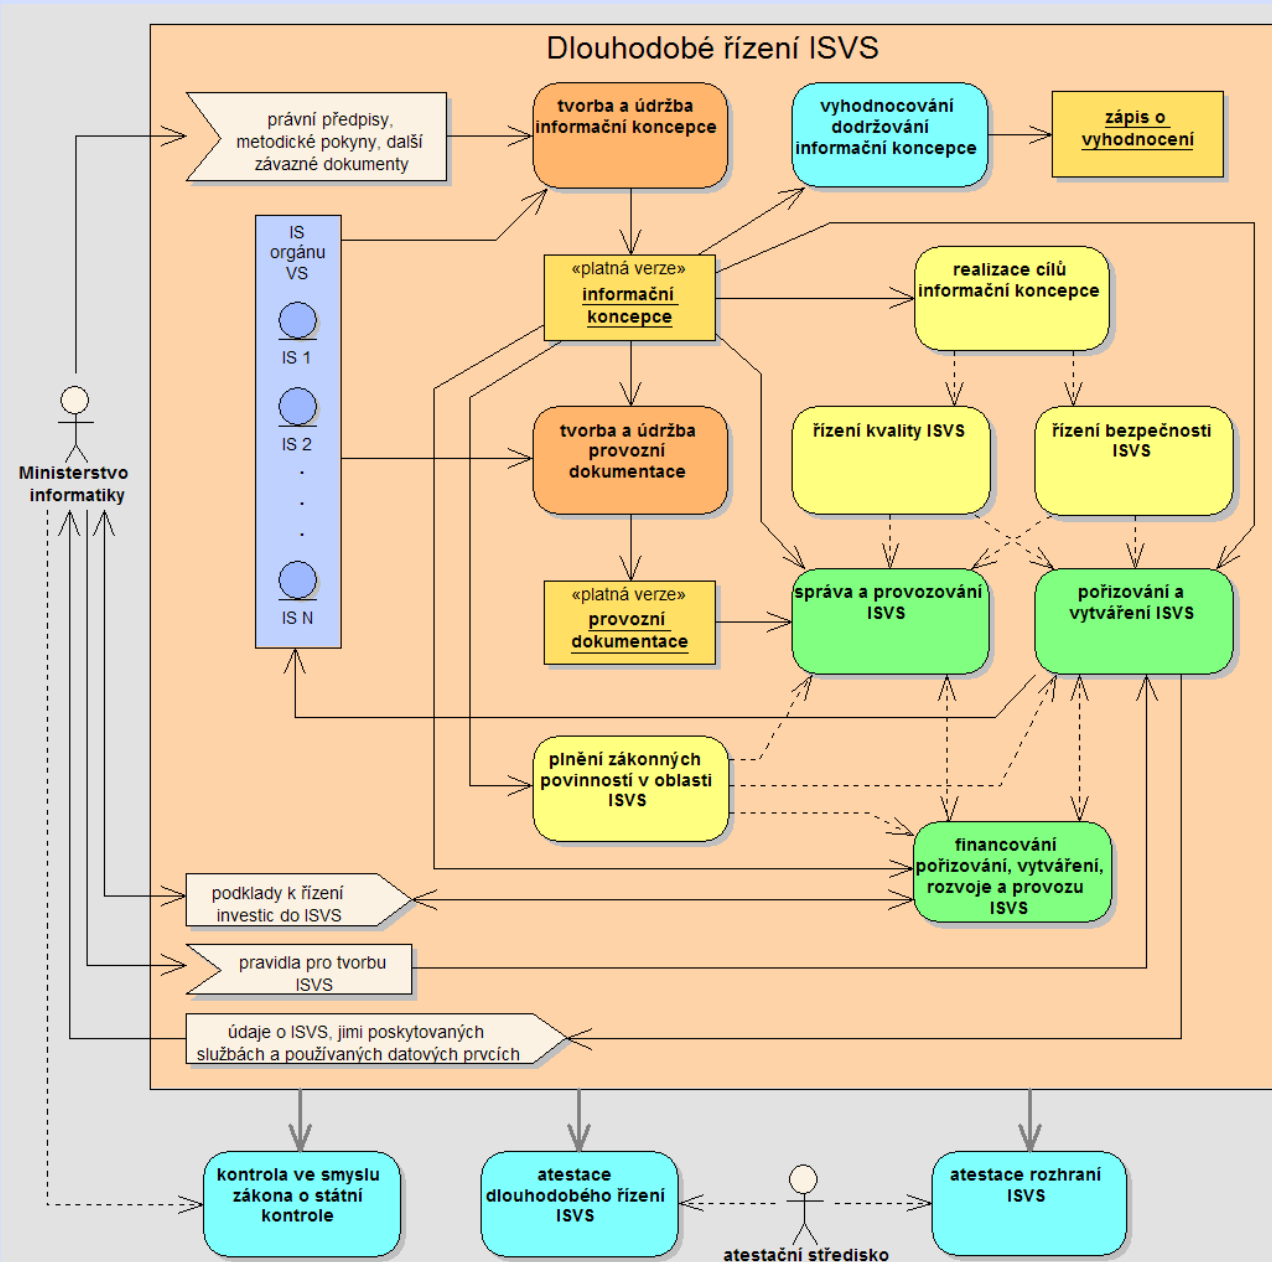 Dlouhodobé řízení ISVS
právní předpisy,
metodické pokyny, další
závazné dokumenty
tvorba a údržba
informační koncepce
vyhodnocování
dodržování
informační koncepce
zápis o
vyhodnocení
IS
orgánu
VS
IS 1
IS 2
.
.
.
IS N
«platná verze»
informační
koncepce
realizace cílů
informační koncepce
Ministerstvo
informatiky
tvorba a údržba
provozní
dokumentace
řízení kvality ISVS
řízení bezpečnosti
ISVS
«platná verze»
provozní
dokumentace
správa a provozování
ISVS
pořizování a
vytváření ISVS
plnění zákonných
povinností v oblasti
ISVS
financování
pořizování, vytváření,
rozvoje a provozu
ISVS
podklady k řízení
investic do ISVS
pravidla pro tvorbu
ISVS
údaje o ISVS, jimi poskytovaných
službách a používaných datových prvcích
kontrola ve smyslu
zákona o státní
kontrole
atestace
dlouhodobého řízení
ISVS
atestační středisko
atestace rozhraní
ISVS